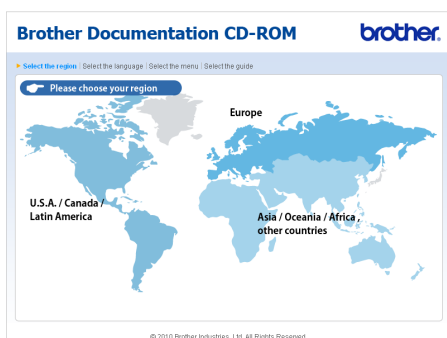 Brother Documentation CD-ROM
brother
Select the region | Select the language | Select the menu | Select the guide
Please choose your region
Europe
U.S.A. / Canada /
Latin America
Asia / Oceania / Africa ,
other countries
© 2010 Brother Industries, Ltd. All Rights Reserved.